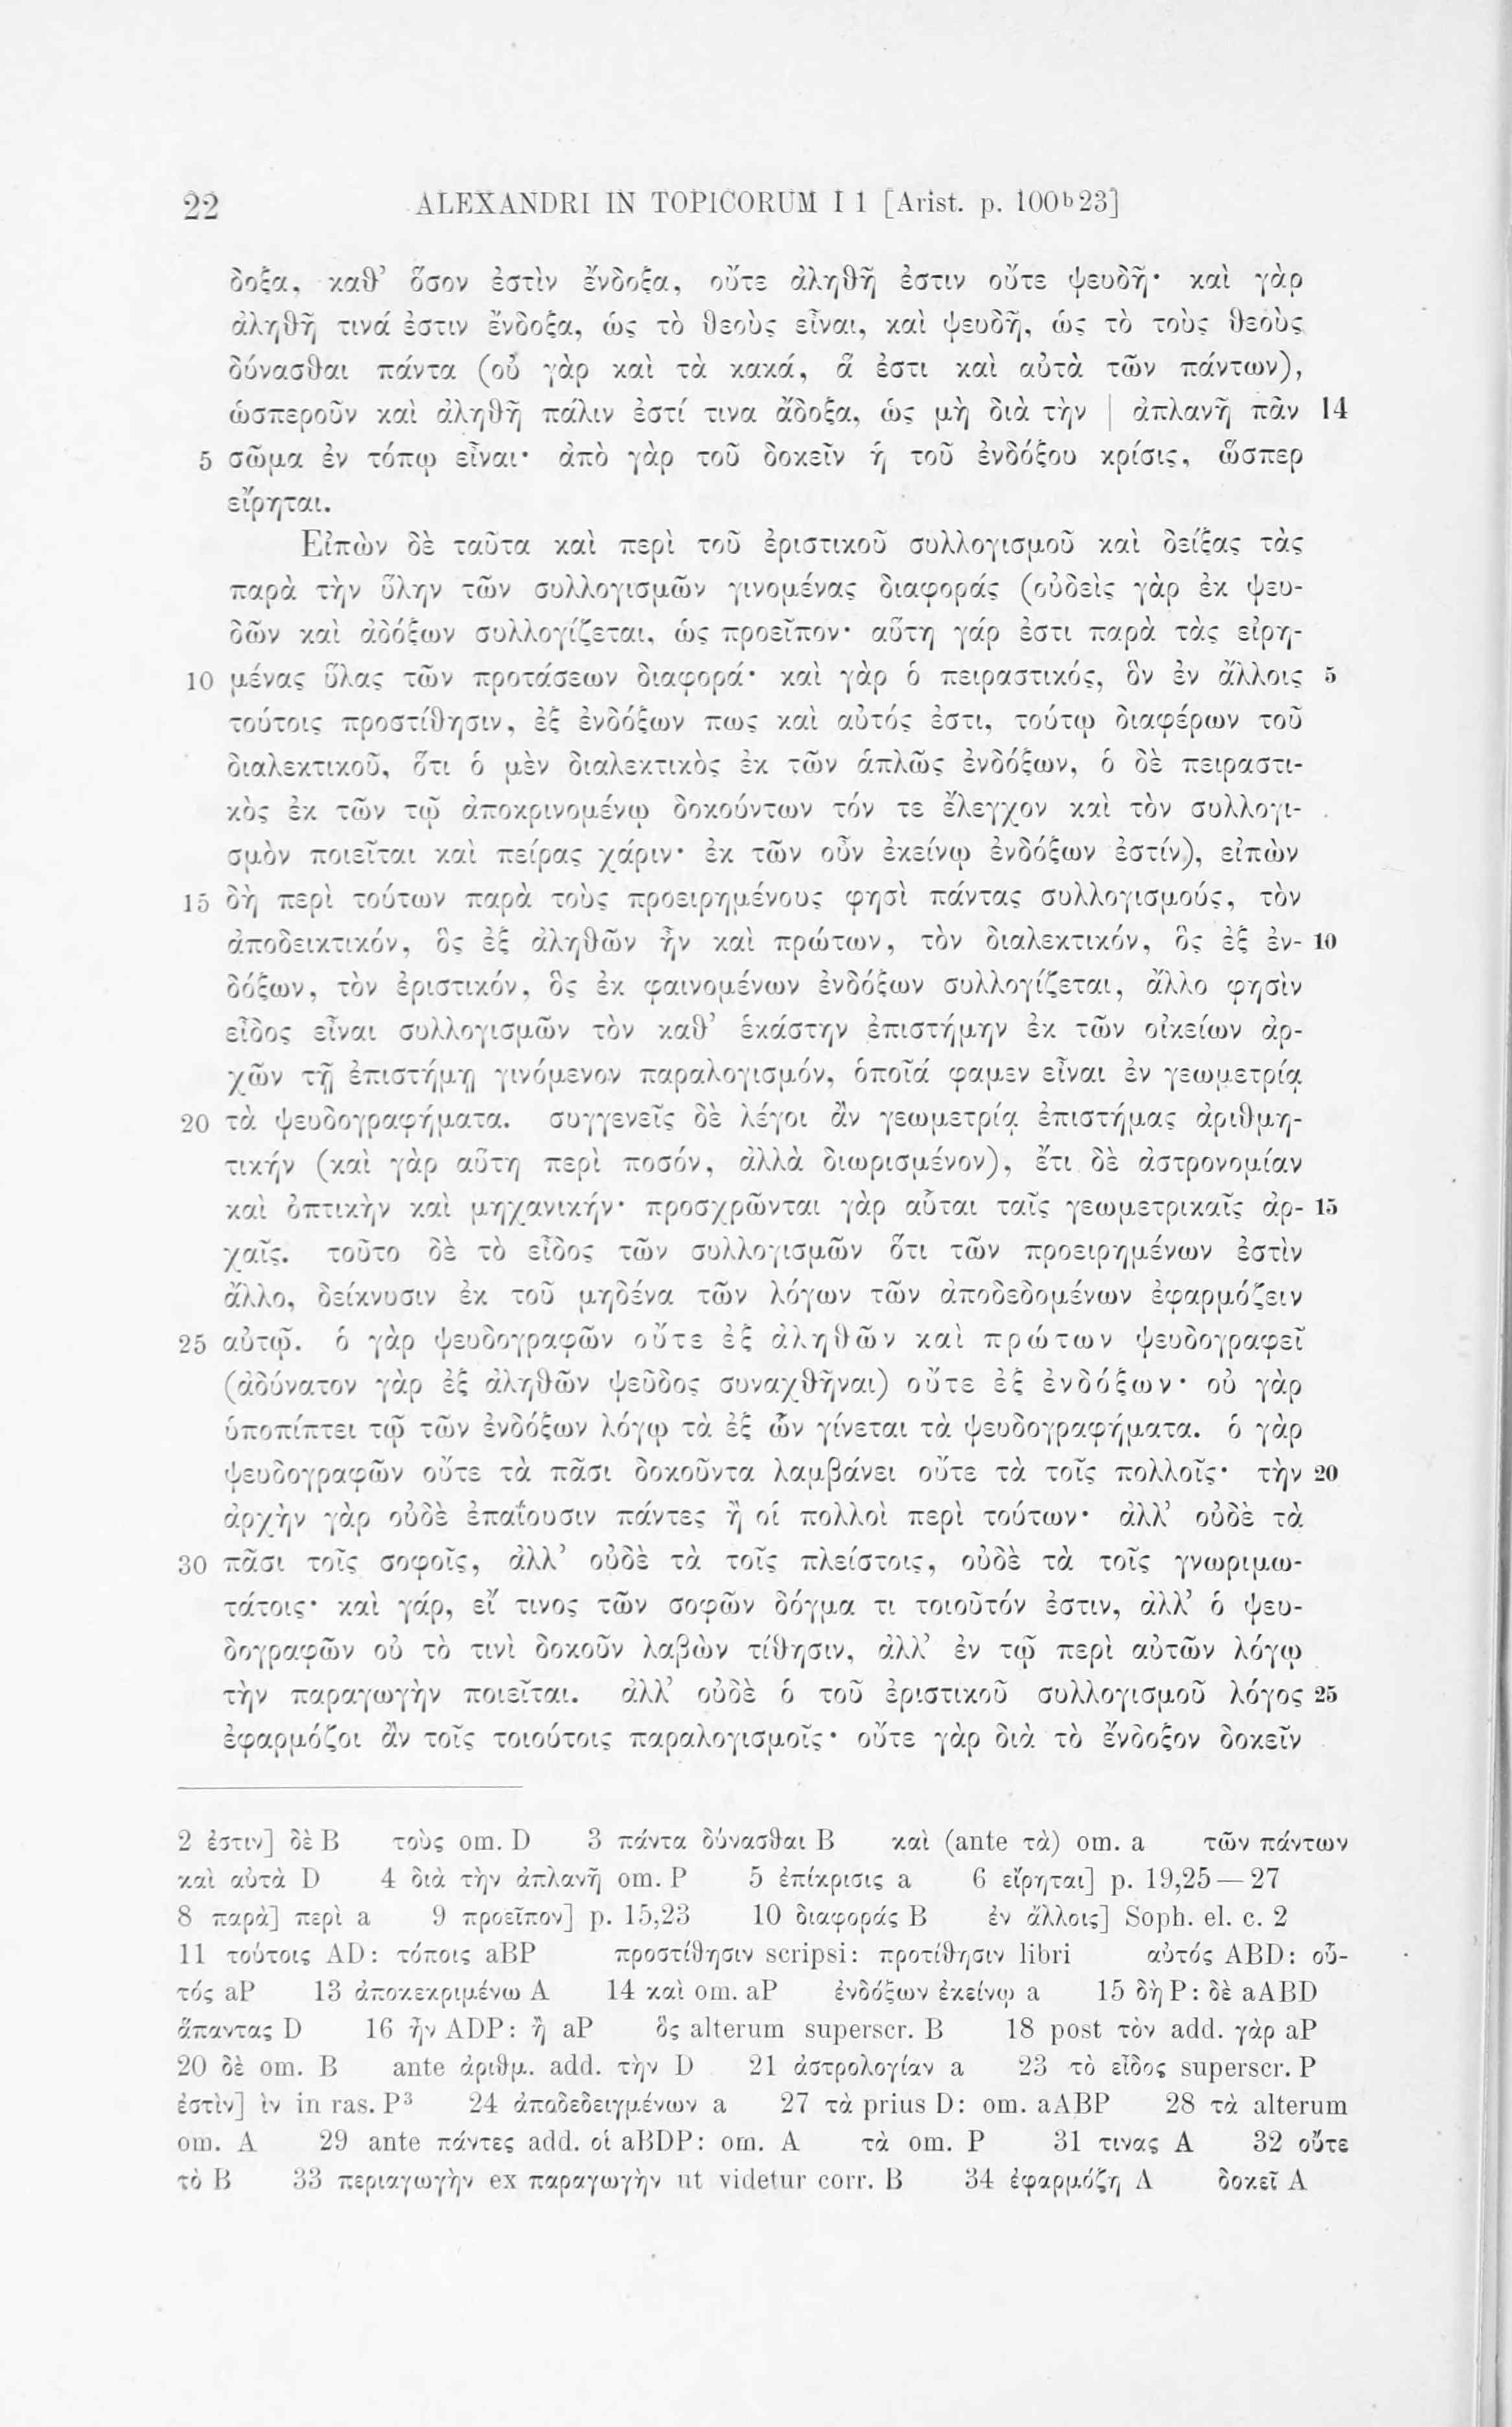 22 ALEXANDRI IN TOPICORUM I 1 [Arist. p. 100ᵇ23]
δοξα, καθ’ ὅσον ἐστὶν ἔνδοξα, οὔτε ἀληθῆ ἐστιν οὔτε ψευδῆ· καὶ γὰρ
ἀληθῆ τινά ἐστιν ἔνδοξα, ὡς τὸ θεοὺς εἶναι, καὶ ψευδῆ, ὡς τὸ τοὺς θεοὺς
δύνασθαι πάντα (οὐ γὰρ καὶ τὰ κακά, ἅ ἐστι καὶ αὐτὰ τῶν πάντων),
ὡσπεροῦν καὶ ἀληθῆ πάλιν ἐστί τινα ἄδοξα, ὡς μὴ διὰ τὴν | ἀπλανῆ πᾶν 14
5 σῶμα ἐν τόπῳ εἶναι· ἀπὸ γὰρ τοῦ δοκεῖν ἡ τοῦ ἐνδόξου κρίσις, ὥσπερ
εἴρηται.
Εἰπὼν δὲ ταῦτα καὶ περὶ τοῦ ἐριστικοῦ συλλογισμοῦ καὶ δείξας τὰς
παρὰ τὴν ὕλην τῶν συλλογισμῶν γινομένας διαφοράς (οὐδεὶς γὰρ ἐκ ψευ-
δῶν καὶ ἀδόξων συλλογίζεται, ὡς προεῖπον· αὕτη γάρ ἐστι παρὰ τὰς εἰρη-
10 μένας ὕλας τῶν προτάσεων διαφορά· καὶ γὰρ ὁ πειραστικός, ὃν ἐν ἄλλοις 5
τούτοις προστίθησιν, ἐξ ἐνδόξων πως καὶ αὐτός ἐστι, τούτῳ διαφέρων τοῦ
διαλεκτικοῦ, ὅτι ὁ μὲν διαλεκτικὸς ἐκ τῶν ἁπλῶς ἐνδόξων, ὁ δὲ πειραστι-
κὸς ἐκ τῶν τῷ ἀποκρινομένῳ δοκούντων τόν τε ἔλεγχον καὶ τὸν συλλογι-
σμὸν ποιεῖται καὶ πείρας χάριν· ἐκ τῶν οὖν ἐκείνῳ ἐνδόξων ἐστίν), εἰπὼν
15 δὴ περὶ τούτων παρὰ τοὺς προειρημένους φησὶ πάντας συλλογισμούς, τὸν
ἀποδεικτικόν, ὃς ἐξ ἀληθῶν ἦν καὶ πρώτων, τὸν διαλεκτικόν, ὃς ἐξ ἐν- 10
δόξων, τὸν ἐριστικόν, ὃς ἐκ φαινομένων ἐνδόξων συλλογίζεται, ἄλλο φησὶν
εἶδος εἶναι συλλογισμῶν τὸν καθ’ ἑκάστην ἐπιστήμην ἐκ τῶν οἰκείων ἀρ-
χῶν τῇ ἐπιστήμῃ γινόμενον παραλογισμόν, ὁποῖά φαμεν εἶναι ἐν γεωμετρίᾳ
20 τὰ ψευδογραφήματα. συγγενεῖς δὲ λέγοι ἂν γεωμετρίᾳ ἐπιστήμας ἀριθμη-
τικήν (καὶ γὰρ αὕτη περὶ ποσόν, ἀλλὰ διωρισμένον), ἔτι δὲ ἀστρονομίαν
καὶ ὀπτικὴν καὶ μηχανικήν· προσχρῶνται γὰρ αὗται ταῖς γεωμετρικαῖς ἀρ- 15
χαῖς. τοῦτο δὲ τὸ εἶδος τῶν συλλογισμῶν ὅτι τῶν προειρημένων ἐστὶν
ἄλλο, δείκνυσιν ἐκ τοῦ μηδένα τῶν λόγων τῶν ἀποδεδομένων ἐφαρμόζειν
25 αὐτῷ. ὁ γὰρ ψευδογραφῶν οὔτε ἐξ ἀληθῶν καὶ πρώτων ψευδογραφεῖ
(ἀδύνατον γὰρ ἐξ ἀληθῶν ψεῦδος συναχθῆναι) οὔτε ἐξ ἐνδόξων· οὐ γὰρ
ὑποπίπτει τῷ τῶν ἐνδόξων λόγῳ τὰ ἐξ ὧν γίνεται τὰ ψευδογραφήματα. ὁ γὰρ
ψευδογραφῶν οὔτε τὰ πᾶσι δοκοῦντα λαμβάνει οὔτε τὰ τοῖς πολλοῖς· τὴν 20
ἀρχὴν γὰρ οὐδὲ ἐπαΐουσιν πάντες ἢ οἱ πολλοὶ περὶ τούτων· ἀλλ’ οὐδὲ τὰ
30 πᾶσι τοῖς σοφοῖς, ἀλλ’ οὐδὲ τὰ τοῖς πλείστοις, οὐδὲ τὰ τοῖς γνωριμω-
τάτοις· καὶ γάρ, εἴ τινος τῶν σοφῶν δόγμα τι τοιοῦτόν ἐστιν, ἀλλ’ ὁ ψευ-
δογραφῶν οὐ τὸ τινὶ δοκοῦν λαβὼν τίθησιν, ἀλλ’ ἐν τῷ περὶ αὐτῶν λόγῳ
τὴν παραγωγὴν ποιεῖται. ἀλλ’ οὐδὲ ὁ τοῦ ἐριστικοῦ συλλογισμοῦ λόγος 25
ἐφαρμόζοι ἂν τοῖς τοιούτοις παραλογισμοῖς· οὔτε γὰρ διὰ τὸ ἔνδοξον δοκεῖν
2 ἐστιν] δὲ B τοὺς om. D 3 πάντα δύνασθαι B καὶ (ante τὰ) om. a τῶν πάντων
καὶ αὐτὰ D 4 διὰ τὴν ἀπλανῆ om. P 5 ἐπίκρισις a 6 εἴρηται] p. 19,25—27
8 παρὰ] περὶ a 9 προεῖπον] p. 15,23 10 διαφοράς B ἐν ἄλλοις] Soph. el. c. 2
11 τούτοις AD: τόποις aBP προστίθησιν scripsi: προτίθησιν libri αὐτός ABD: οὗ-
τός aP 13 ἀποκεκριμένῳ A 14 καὶ om. aP ἐνδόξων ἐκείνῳ a 15 δὴ P: δὲ aABD
ἅπαντας D 16 ἦν ADP: ἢ aP ὃς alterum superscr. B 18 post τὸν add. γὰρ aP
20 δὲ om. B ante ἀριθμ. add. τὴν D 21 ἀστρολογίαν a 23 τὸ εἶδος superscr. P
ἐστὶν] ὶν in ras. P³ 24 ἀποδεδειγμένων a 27 τὰ prius D: om. aABP 28 τὰ alterum
om. A 29 ante πάντες add. οἱ aBDP: om. A τὰ om. P 31 τινας A 32 οὔτε
τὸ B 33 περιαγωγὴν ex παραγωγὴν ut videtur corr. B 34 ἐφαρμόζῃ A δοκεῖ A